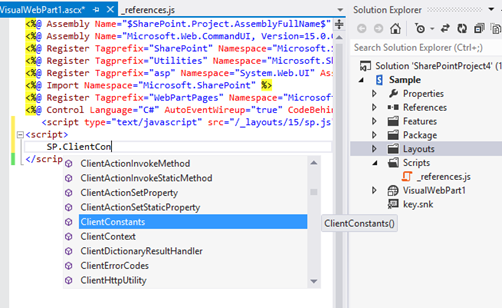 VisualWebPart1.ascx*
_references.js
<%@ Assembly Name="$SharePoint.Project.AssemblyFullName$"
<%@ Assembly Name="Microsoft.Web.CommandUI, Version=15.0.
<%@ Register Tagprefix="SharePoint" Namespace="Microsoft.S
<%@ Register Tagprefix="Utilities" Namespace="Microsoft.Sh
<%@ Register Tagprefix="asp" Namespace="System.Web.UI" Ass
<%@ Import Namespace="Microsoft.SharePoint" %>
<%@ Register Tagprefix="WebPartPages" Namespace="Microsoft
<%@ Control Language="C#" AutoEventWireup="true" CodeBehin
<script type="text/javascript" src="/_layouts/15/sp.js
<script>
SP.ClientCon
</scrip
ClientActionInvokeMethod
ClientActionInvokeStaticMethod
ClientActionSetProperty
ClientActionSetStaticProperty
ClientConstants
ClientContext
ClientDictionaryResultHandler
ClientErrorCodes
ClientHttpUtility
ClientConstants()
Solution Explorer
Search Solution Explorer (Ctrl+;)
Solution 'SharePointProject4' (1
Sample
Properties
References
Features
Package
Layouts
Scripts
_references.js
VisualWebPart1
key.snk